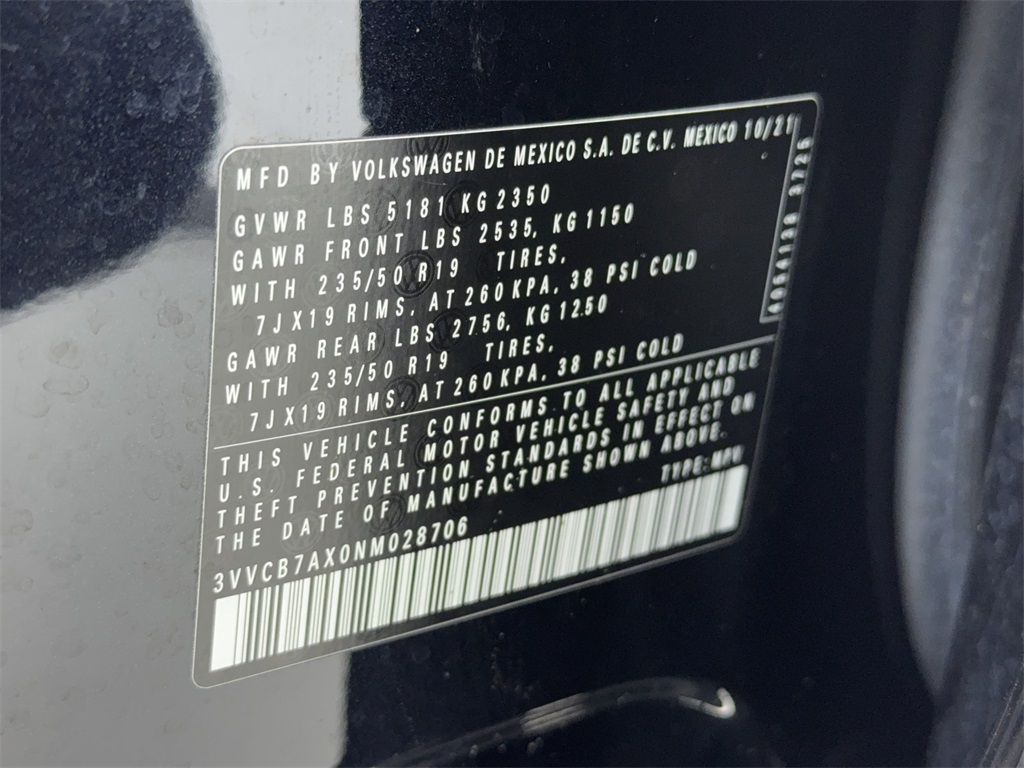 MFD BY VOLKSWAGEN DE MEXICO S.A. DE C.V. MEXICO 10/21
GVWR LBS 5181 KG 2350
GAWR FRONT LBS 2535, KG 1150
WITH 235/50 R19 TIRES,
7JX19 RIMS, AT 260 KPA, 38 PSI COLD
GAWR REAR LBS 2756, KG 1250
WITH 235/50 R19 TIRES,
7JX19 RIMS, AT 260 KPA, 38 PSI COLD
THIS VEHICLE CONFORMS TO ALL APPLICABLE
U.S. FEDERAL MOTOR VEHICLE SAFETY AND
THEFT PREVENTION STANDARDS IN EFFECT ON
THE DATE OF MANUFACTURE SHOWN ABOVE.
TYPE: MPV
3VVCB7AX0NM028706